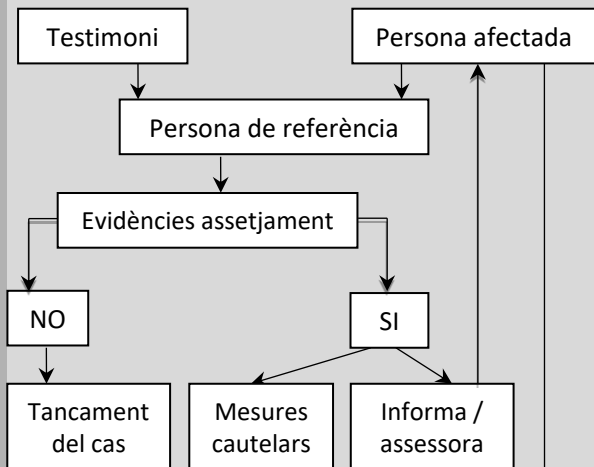 Testimoni
Persona afectada
Persona de referència
Evidències assetjament
NO
SI
Tancament
del cas
Mesures
cautelars
Informa /
assessora